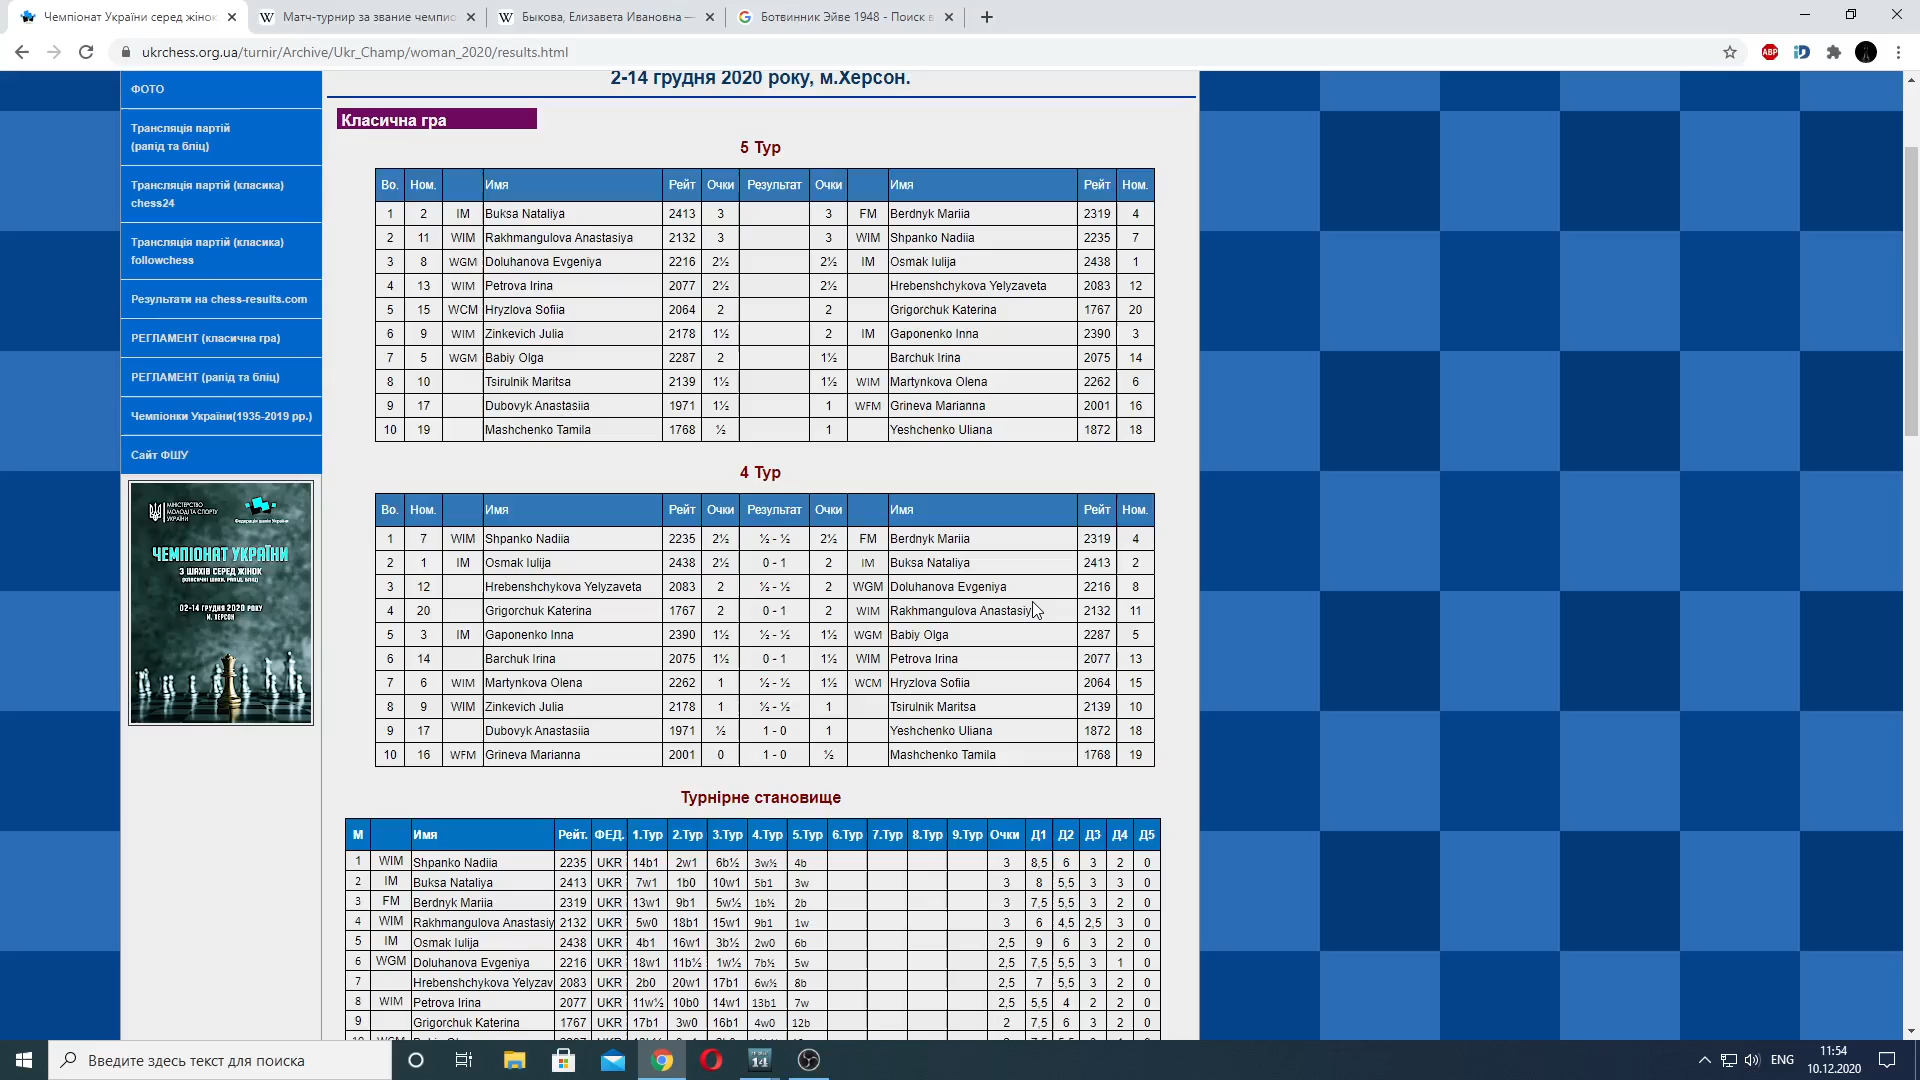 Чемпіонат України серед жінок
Матч-турнир за звание чемпио
Быкова, Елизавета Ивановна —
Ботвинник Эйве 1948 - Поиск в
ukrchess.org.ua/turnir/Archive/Ukr_Champ/woman_2020/results.html
ABP
2-14 грудня 2020 року, м.Херсон.
ФОТО
Трансляція партій
(рапід та бліц)
Трансляція партій (класика)
chess24
Трансляція партій (класика)
followchess
Результати на chess-results.com
РЕГЛАМЕНТ (класична гра)
РЕГЛАМЕНТ (рапід та бліц)
Чемпіонки України(1935-2019 рр.)
Сайт ФШУ
МІНІСТЕРСТВО
МОЛОДІ ТА СПОРТУ
УКРАЇНИ
Федерація шахів України
ЧЕМПІОНАТ УКРАЇНИ
З ШАХІВ СЕРЕД ЖІНОК
(КЛАСИЧНІ ШАХИ, РАПІД, БЛІЦ)
02-14 ГРУДНЯ 2020 РОКУ
М. ХЕРСОН
Класична гра
5 Тур
Bo. Ном. Имя Рейт Очки Результат Очки Имя Рейт Ном.
1 2 IM Buksa Nataliya 2413 3 3 FM Berdnyk Mariia 2319 4
2 11 WIM Rakhmangulova Anastasiya 2132 3 3 WIM Shpanko Nadiia 2235 7
3 8 WGM Doluhanova Evgeniya 2216 2½ 2½ IM Osmak Iulija 2438 1
4 13 WIM Petrova Irina 2077 2½ 2½ Hrebenshchykova Yelyzaveta 2083 12
5 15 WCM Hryzlova Sofiia 2064 2 2 Grigorchuk Katerina 1767 20
6 9 WIM Zinkevich Julia 2178 1½ 2 IM Gaponenko Inna 2390 3
7 5 WGM Babiy Olga 2287 2 1½ Barchuk Irina 2075 14
8 10 Tsirulnik Maritsa 2139 1½ 1½ WIM Martynkova Olena 2262 6
9 17 Dubovyk Anastasiia 1971 1½ 1 WFM Grineva Marianna 2001 16
10 19 Mashchenko Tamila 1768 ½ 1 Yeshchenko Uliana 1872 18
4 Тур
Bo. Ном. Имя Рейт Очки Результат Очки Имя Рейт Ном.
1 7 WIM Shpanko Nadiia 2235 2½ ½ - ½ 2½ FM Berdnyk Mariia 2319 4
2 1 IM Osmak Iulija 2438 2½ 0 - 1 2 IM Buksa Nataliya 2413 2
3 12 Hrebenshchykova Yelyzaveta 2083 2 ½ - ½ 2 WGM Doluhanova Evgeniya 2216 8
4 20 Grigorchuk Katerina 1767 2 0 - 1 2 WIM Rakhmangulova Anastasiy 2132 11
5 3 IM Gaponenko Inna 2390 1½ ½ - ½ 1½ WGM Babiy Olga 2287 5
6 14 Barchuk Irina 2075 1½ 0 - 1 1½ WIM Petrova Irina 2077 13
7 6 WIM Martynkova Olena 2262 1 ½ - ½ 1½ WCM Hryzlova Sofiia 2064 15
8 9 WIM Zinkevich Julia 2178 1 ½ - ½ 1 Tsirulnik Maritsa 2139 10
9 17 Dubovyk Anastasiia 1971 ½ 1 - 0 1 Yeshchenko Uliana 1872 18
10 16 WFM Grineva Marianna 2001 0 1 - 0 ½ Mashchenko Tamila 1768 19
Турнірне становище
М Имя Рейт. ФЕД. 1.Тур 2.Тур 3.Тур 4.Тур 5.Тур 6.Тур 7.Тур 8.Тур 9.Тур Очки Д1 Д2 Д3 Д4 Д5
1 WIM Shpanko Nadiia 2235 UKR 14b1 2w1 6b½ 3w½ 4b 3 8,5 6 3 2 0
2 IM Buksa Nataliya 2413 UKR 7w1 1b0 10w1 5b1 3w 3 8 5,5 3 3 0
3 FM Berdnyk Mariia 2319 UKR 13w1 9b1 5w½ 1b½ 2b 3 7,5 5,5 3 2 0
4 WIM Rakhmangulova Anastasiy 2132 UKR 5w0 18b1 15w1 9b1 1w 3 6 4,5 2,5 3 0
5 IM Osmak Iulija 2438 UKR 4b1 16w1 3b½ 2w0 6b 2,5 9 6 3 2 0
6 WGM Doluhanova Evgeniya 2216 UKR 18w1 11b½ 1w½ 7b½ 5w 2,5 7,5 5,5 3 1 0
7 Hrebenshchykova Yelyzav 2083 UKR 2b0 20w1 17b1 6w½ 8b 2,5 7 5,5 3 2 0
8 WIM Petrova Irina 2077 UKR 11w½ 10b0 14w1 13b1 7w 2,5 5,5 4 2 2 0
9 Grigorchuk Katerina 1767 UKR 17b1 3w0 16b1 4w0 12b 2 7,5 6 3 2 0
Введите здесь текст для поиска
14
ENG
11:54
10.12.2020